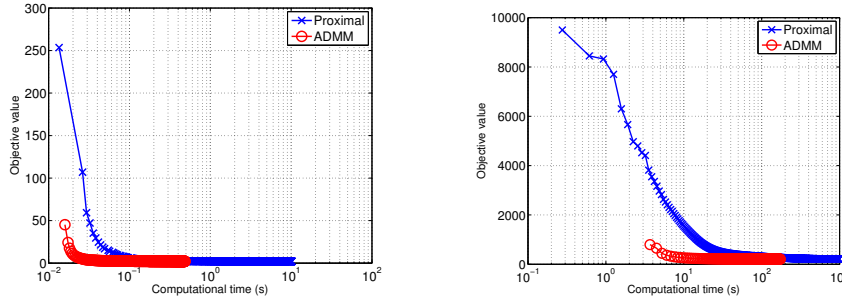 300
250
200
150
100
50
0
Objective value
10^-2
10^-1
10^0
10^1
10^2
Computational time (s)
Proximal
ADMM
10000
8000
6000
4000
2000
0
Objective value
10^-1
10^0
10^1
10^2
10^3
Computational time (s)
Proximal
ADMM